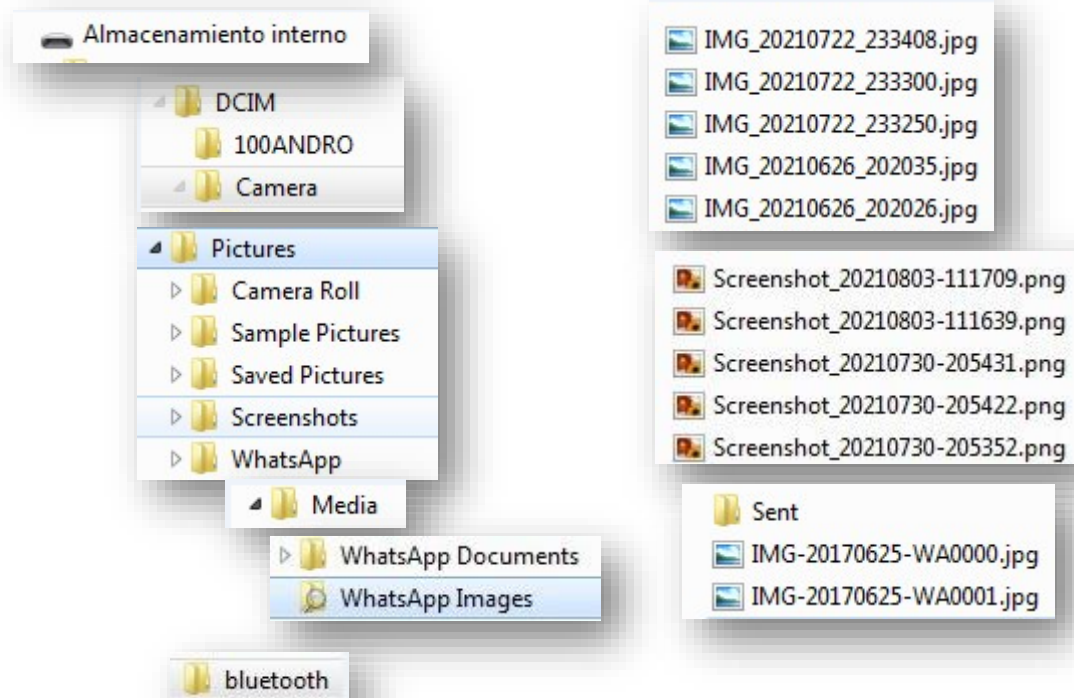 Almacenamiento interno
DCIM
100ANDRO
Camera
Pictures
Camera Roll
Sample Pictures
Saved Pictures
Screenshots
WhatsApp
Media
WhatsApp Documents
WhatsApp Images
bluetooth
IMG_20210722_233408.jpg
IMG_20210722_233300.jpg
IMG_20210722_233250.jpg
IMG_20210626_202035.jpg
IMG_20210626_202026.jpg
Screenshot_20210803-111709.png
Screenshot_20210803-111639.png
Screenshot_20210730-205431.png
Screenshot_20210730-205422.png
Screenshot_20210730-205352.png
Sent
IMG-20170625-WA0000.jpg
IMG-20170625-WA0001.jpg